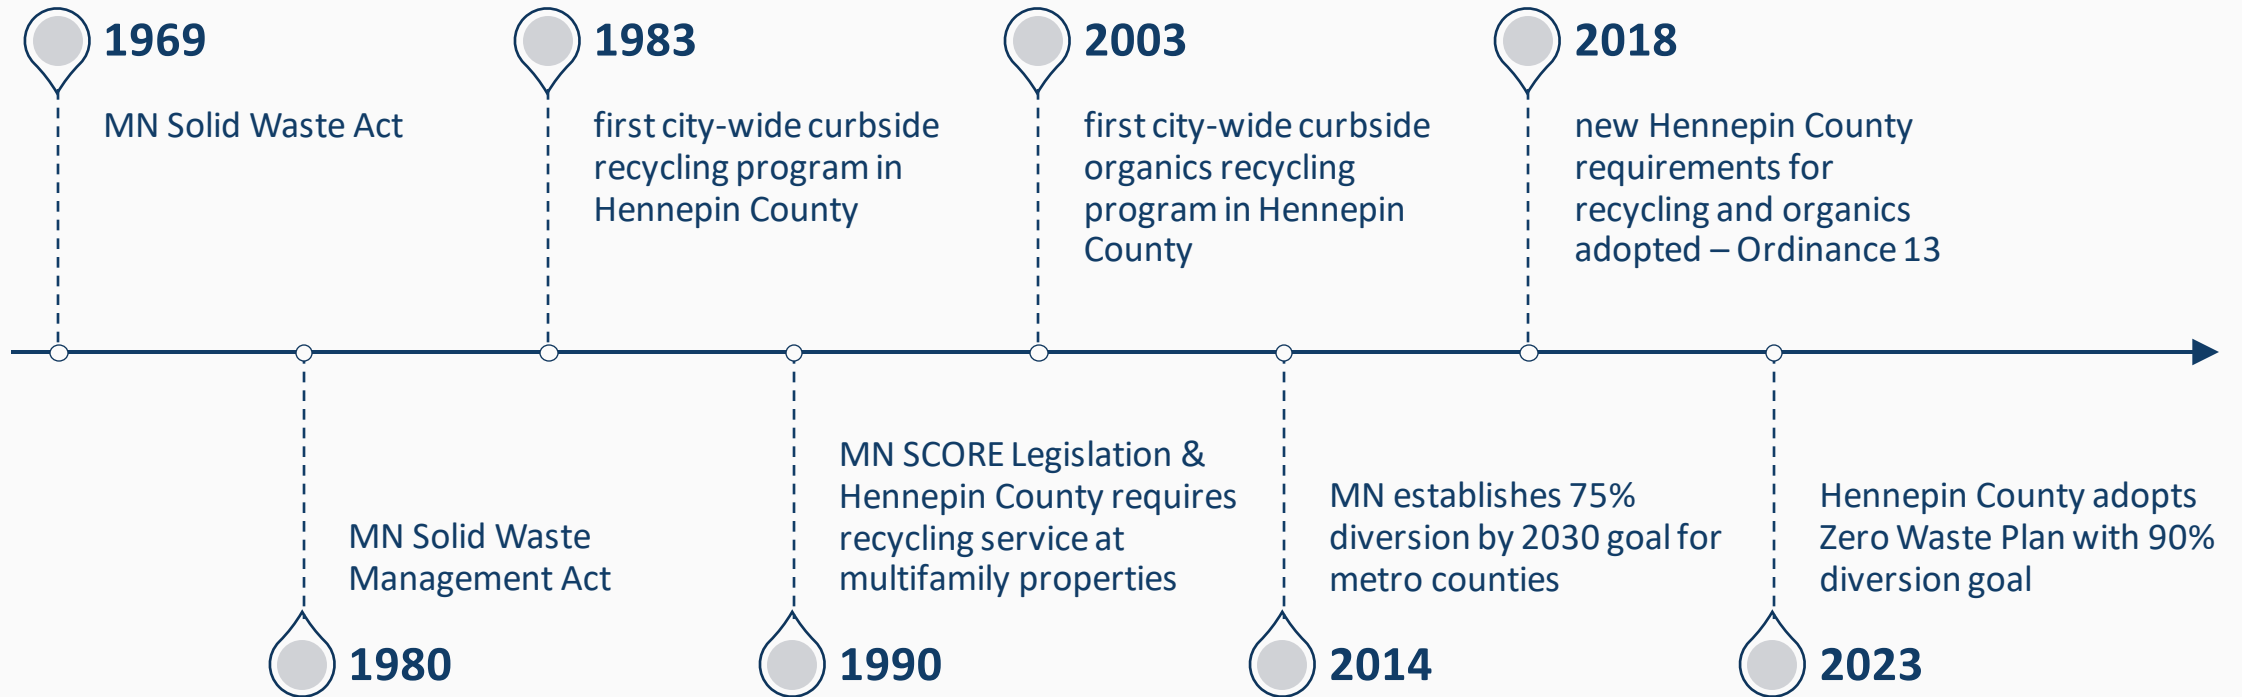 1969
MN Solid Waste Act
1980
MN Solid Waste
Management Act
1983
first city-wide curbside
recycling program in
Hennepin County
1990
MN SCORE Legislation &
Hennepin County requires
recycling service at
multifamily properties
2003
first city-wide curbside
organics recycling
program in Hennepin
County
2014
MN establishes 75%
diversion by 2030 goal for
metro counties
2018
new Hennepin County
requirements for
recycling and organics
adopted – Ordinance 13
2023
Hennepin County adopts
Zero Waste Plan with 90%
diversion goal